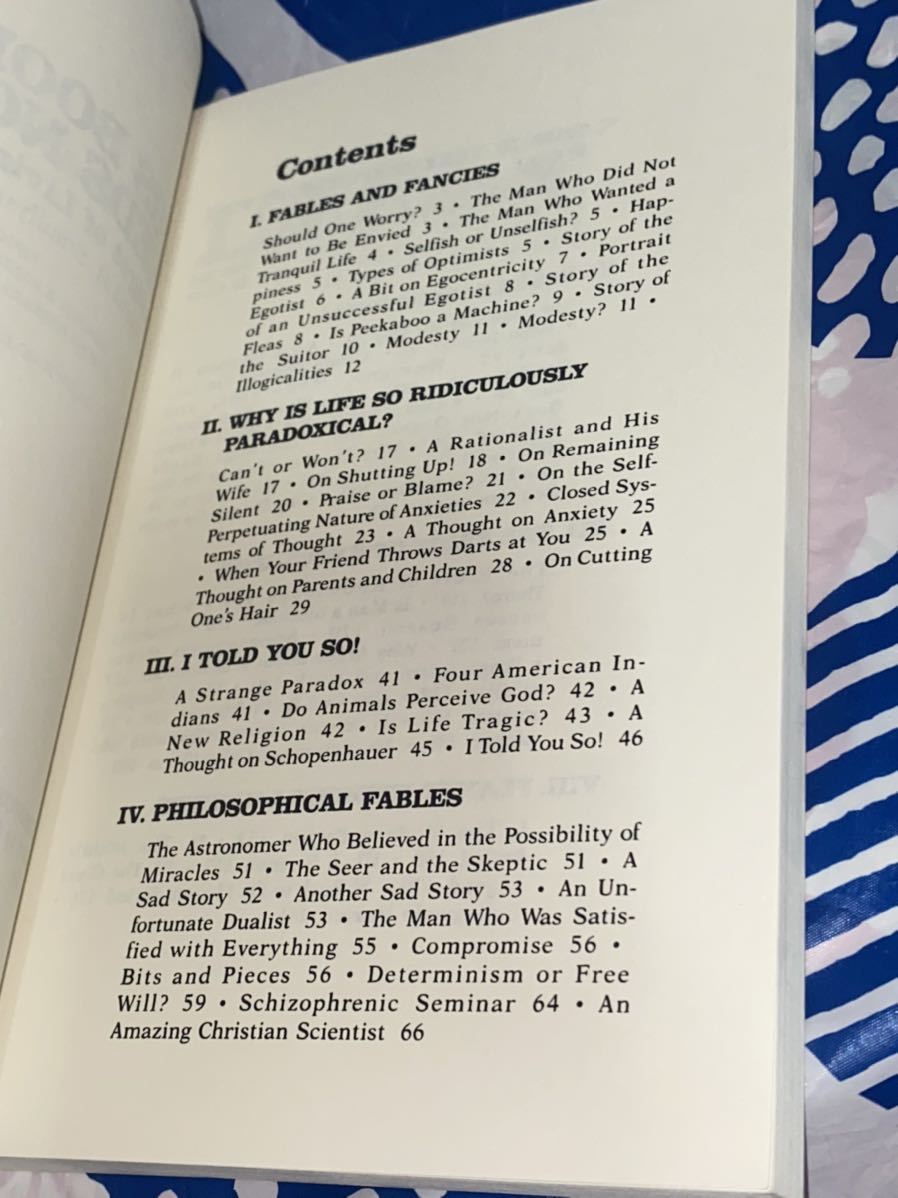 Contents
I. FABLES AND FANCIES
Should One Worry? 3 • The Man Who Did Not
Want to Be Envied 3 • The Man Who Wanted a
Tranquil Life 4 • Selfish or Unselfish? 5 • Hap-
piness 5 • Types of Optimists 5 • Story of the
Egotist 6 • A Bit on Egocentricity 7 • Portrait
of an Unsuccessful Egotist 8 • Story of the
Fleas 8 • Is Peekaboo a Machine? 9 • Story of
the Suitor 10 • Modesty 11 • Modesty? 11 •
Illogicalities 12
II. WHY IS LIFE SO RIDICULOUSLY
PARADOXICAL?
Can't or Won't? 17 • A Rationalist and His
Wife 17 • On Shutting Up! 18 • On Remaining
Silent 20 • Praise or Blame? 21 • On the Self-
Perpetuating Nature of Anxieties 22 • Closed Sys-
tems of Thought 23 • A Thought on Anxiety 25
• When Your Friend Throws Darts at You 25 • A
Thought on Parents and Children 28 • On Cutting
One's Hair 29
III. I TOLD YOU SO!
A Strange Paradox 41 • Four American In-
dians 41 • Do Animals Perceive God? 42 • A
New Religion 42 • Is Life Tragic? 43 • A
Thought on Schopenhauer 45 • I Told You So! 46
IV. PHILOSOPHICAL FABLES
The Astronomer Who Believed in the Possibility of
Miracles 51 • The Seer and the Skeptic 51 • A
Sad Story 52 • Another Sad Story 53 • An Un-
fortunate Dualist 53 • The Man Who Was Satis-
fied with Everything 55 • Compromise 56 •
Bits and Pieces 56 • Determinism or Free
Will? 59 • Schizophrenic Seminar 64 • An
Amazing Christian Scientist 66